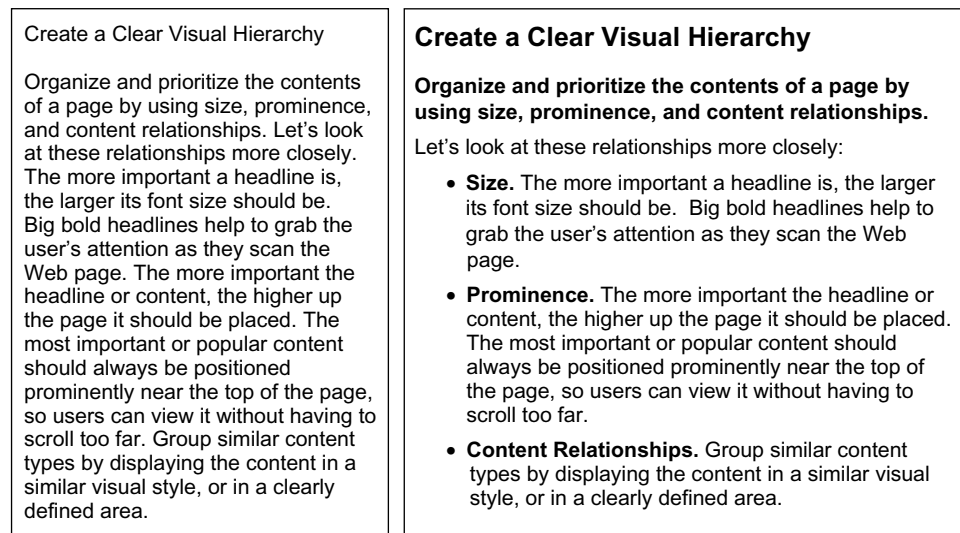 Create a Clear Visual Hierarchy
Organize and prioritize the contents
of a page by using size, prominence,
and content relationships. Let's look
at these relationships more closely.
The more important a headline is,
the larger its font size should be.
Big bold headlines help to grab the
user's attention as they scan the
Web page. The more important the
headline or content, the higher up
the page it should be placed. The
most important or popular content
should always be positioned
prominently near the top of the page,
so users can view it without having to
scroll too far. Group similar content
types by displaying the content in a
similar visual style, or in a clearly
defined area.
Create a Clear Visual Hierarchy
Organize and prioritize the contents of a page by
using size, prominence, and content relationships.
Let's look at these relationships more closely:
• Size. The more important a headline is, the larger
its font size should be.  Big bold headlines help to
grab the user's attention as they scan the Web
page.
• Prominence. The more important the headline or
content, the higher up the page it should be placed.
The most important or popular content should
always be positioned prominently near the top of
the page, so users can view it without having to
scroll too far.
• Content Relationships. Group similar content
types by displaying the content in a similar visual
style, or in a clearly defined area.